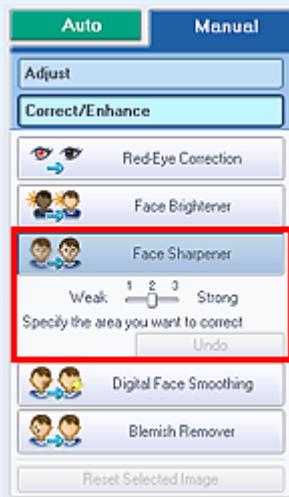 Auto Manual
Adjust
Correct/Enhance
Red-Eye Correction
Face Brightener
Face Sharpener
1 2 3
Weak Strong
Specify the area you want to correct
Undo
Digital Face Smoothing
Blemish Remover
Reset Selected Image